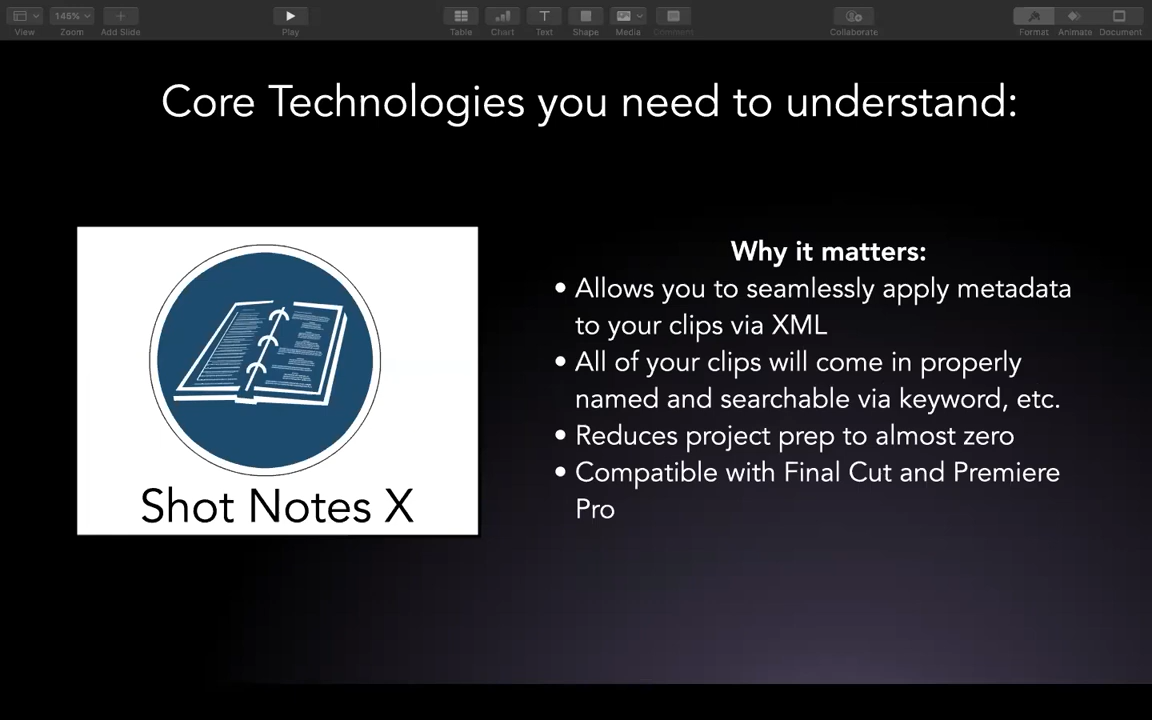 View
146%
Zoom
Add Slide
Play
Table
Chart
Text
Shape
Media
Comment
Collaborate
Format
Animate
Document
Core Technologies you need to understand:
Shot Notes X
Why it matters:
• Allows you to seamlessly apply metadata
to your clips via XML
• All of your clips will come in properly
named and searchable via keyword, etc.
• Reduces project prep to almost zero
• Compatible with Final Cut and Premiere
Pro